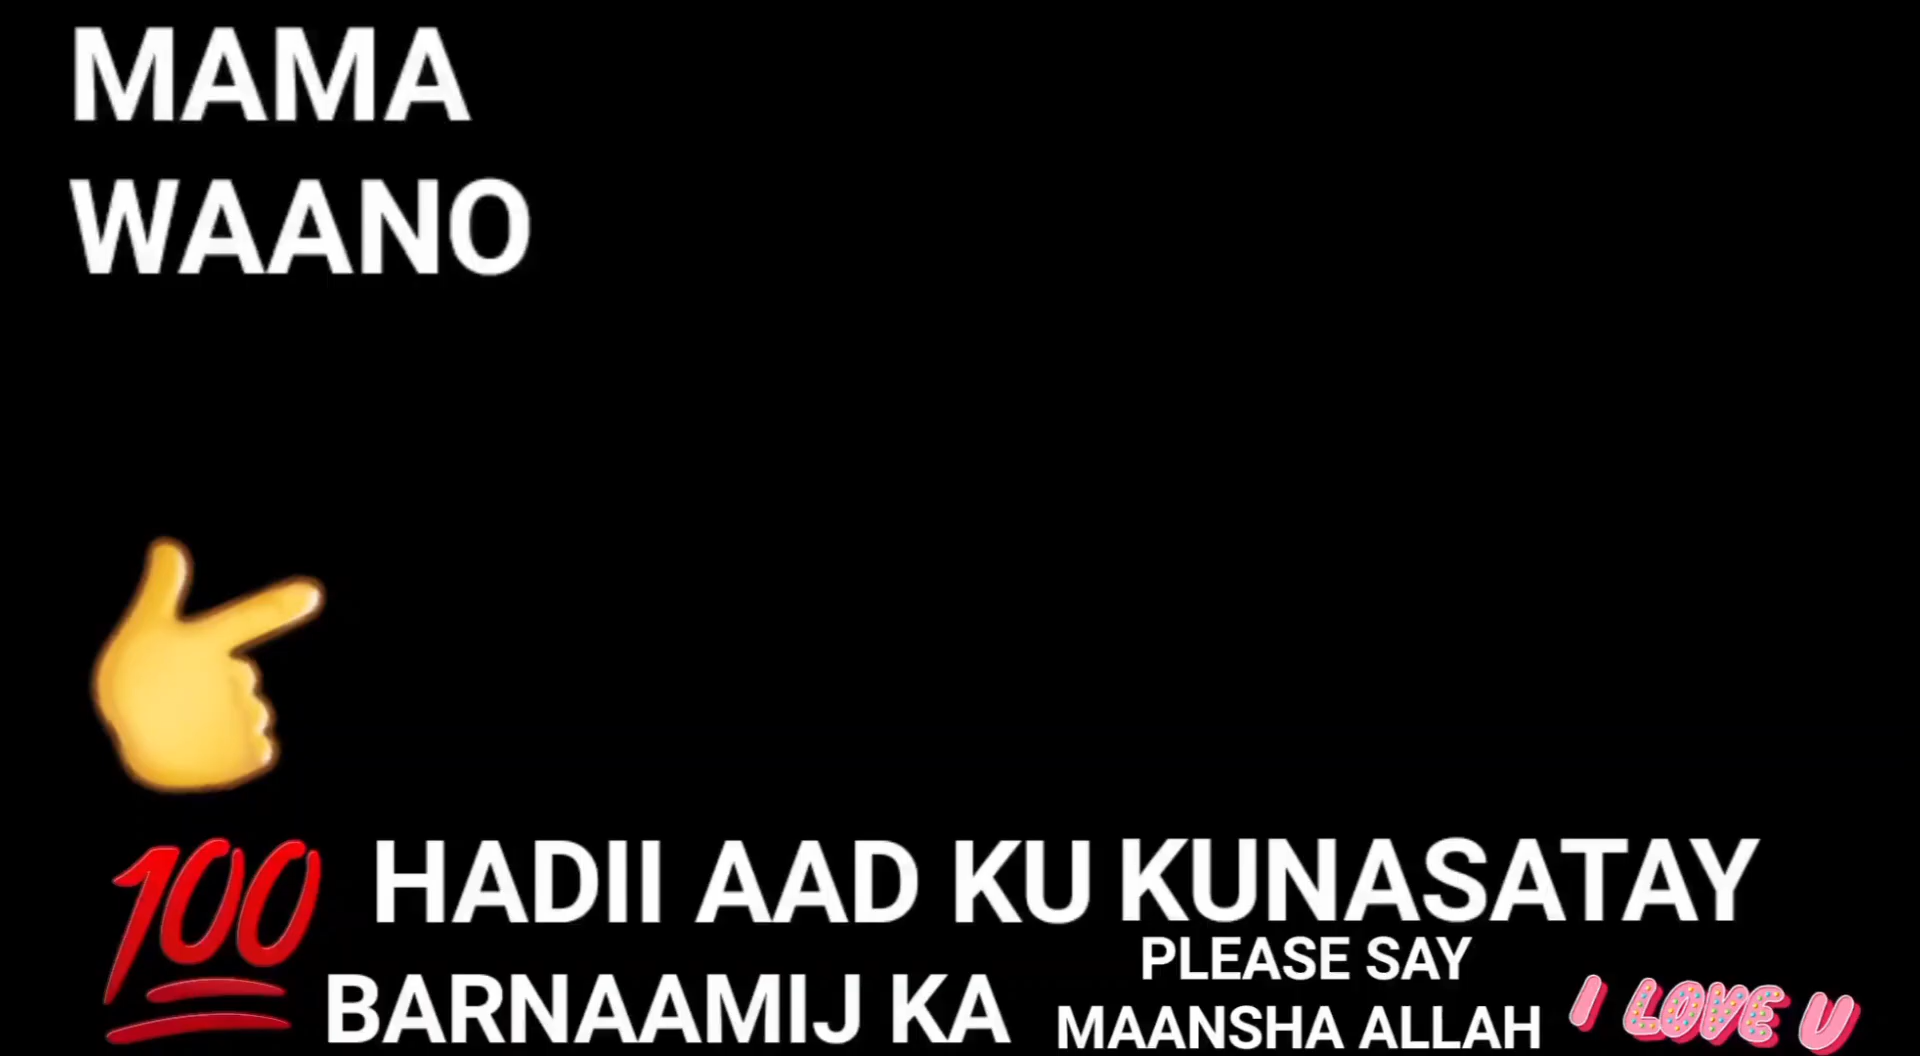 MAMA
WAANO
💯 HADII AAD KU KUNASATAY
BARNAAMIJ KA
PLEASE SAY
MAANSHA ALLAH
I LOVE U